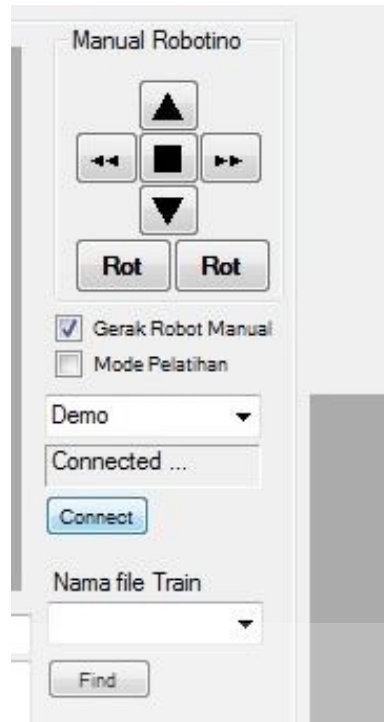 Manual Robotino
Rot Rot
Gerak Robot Manual
Mode Pelatihan
Demo
Connected ...
Connect
Nama file Train
Find